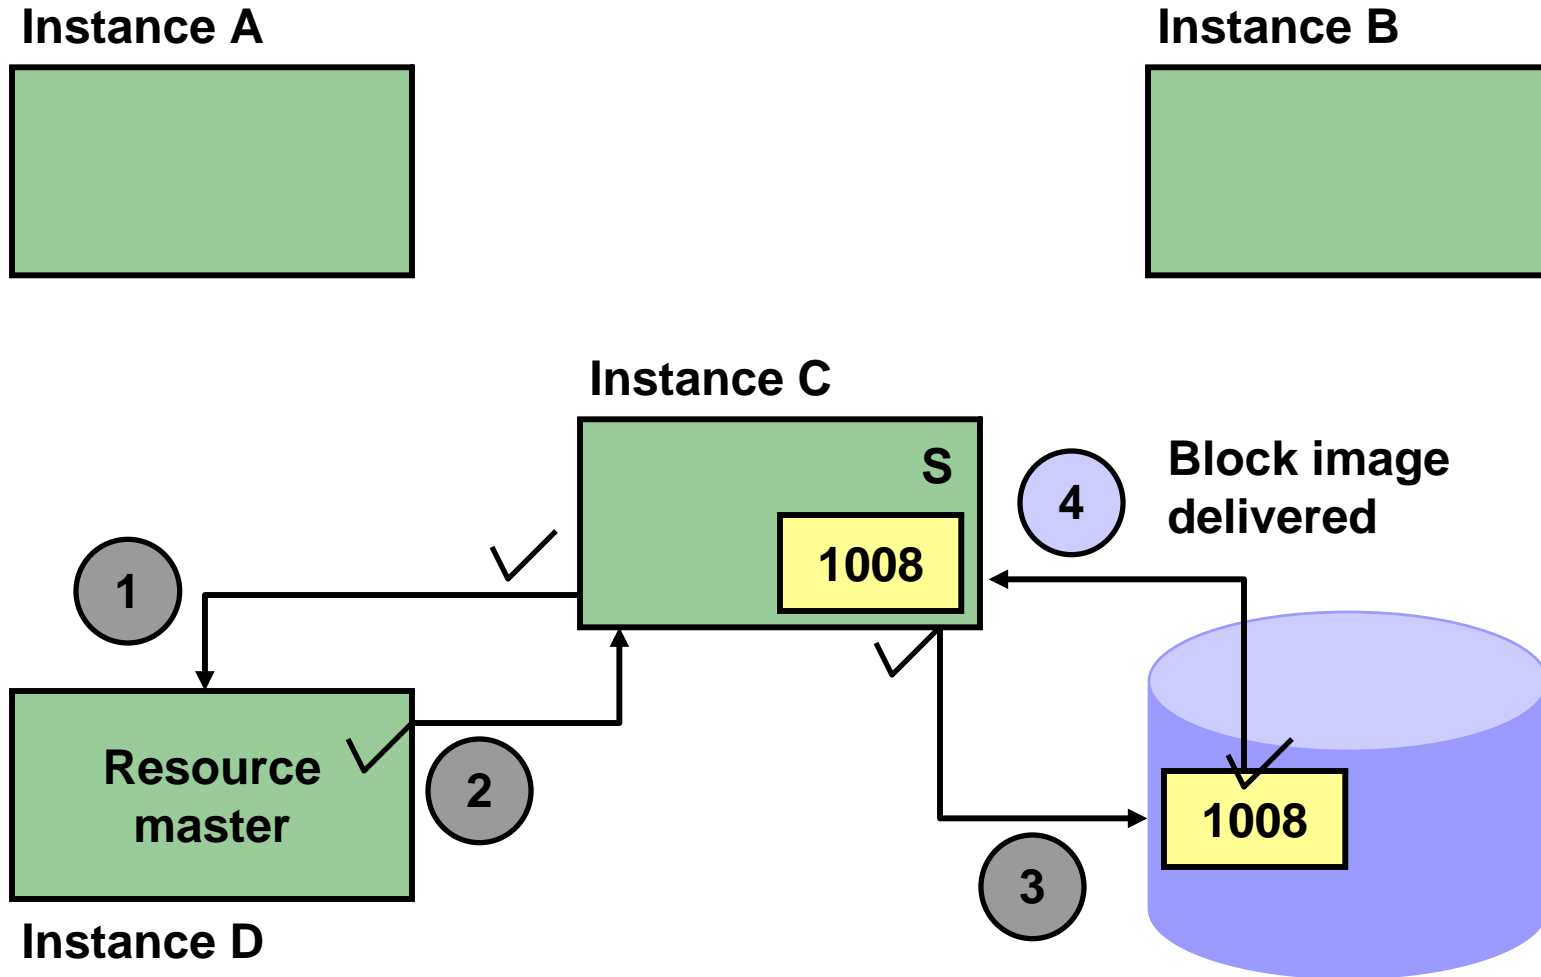 Instance A
Instance B
Instance C
S
1008
4
Block image
delivered
1
Resource
master
2
1008
3
Instance D